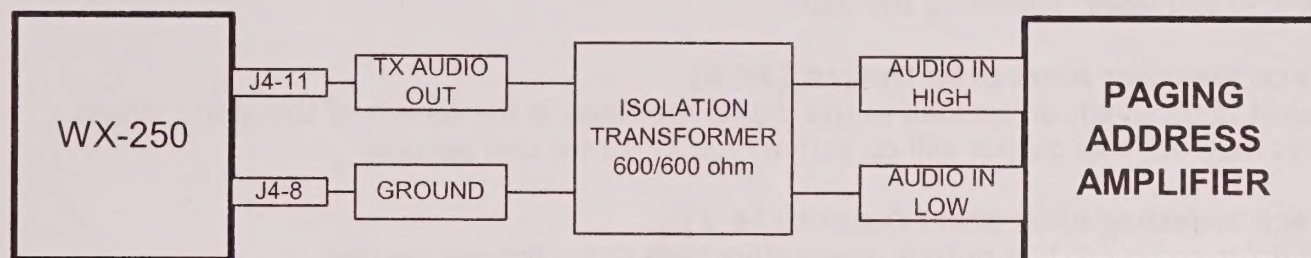 WX-250
J4-11
TX AUDIO
OUT
J4-8
GROUND
ISOLATION
TRANSFORMER
600/600 ohm
AUDIO IN
HIGH
AUDIO IN
LOW
PAGING
ADDRESS
AMPLIFIER